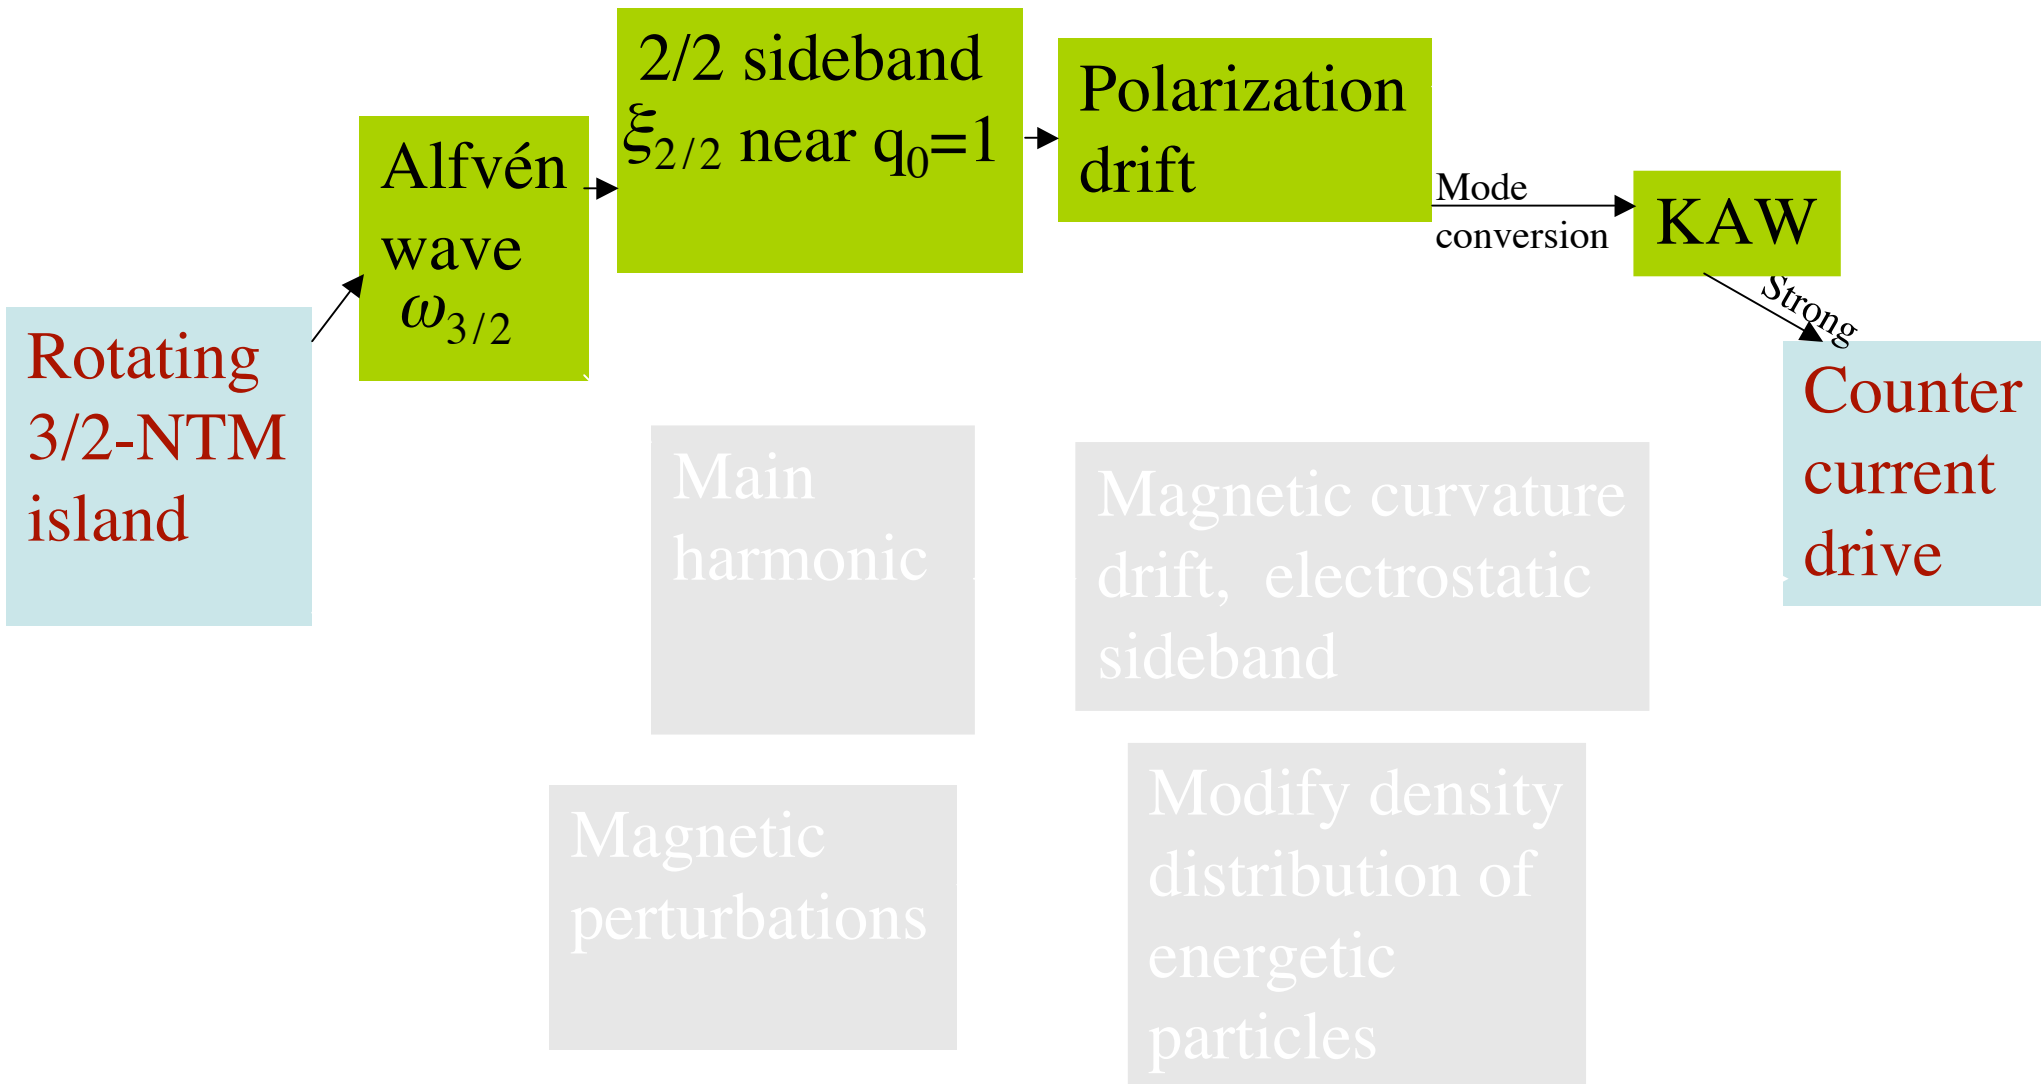 2/2 sideband
ξ2/2 near q0=1
Polarization
drift
Alfvén
wave
ω3/2
Mode
conversion
KAW
Strong
Rotating
3/2-NTM
island
Counter
current
drive
Main
harmonic
Magnetic curvature
drift, electrostatic
sideband
Magnetic
perturbations
Modify density
distribution of
energetic
particles